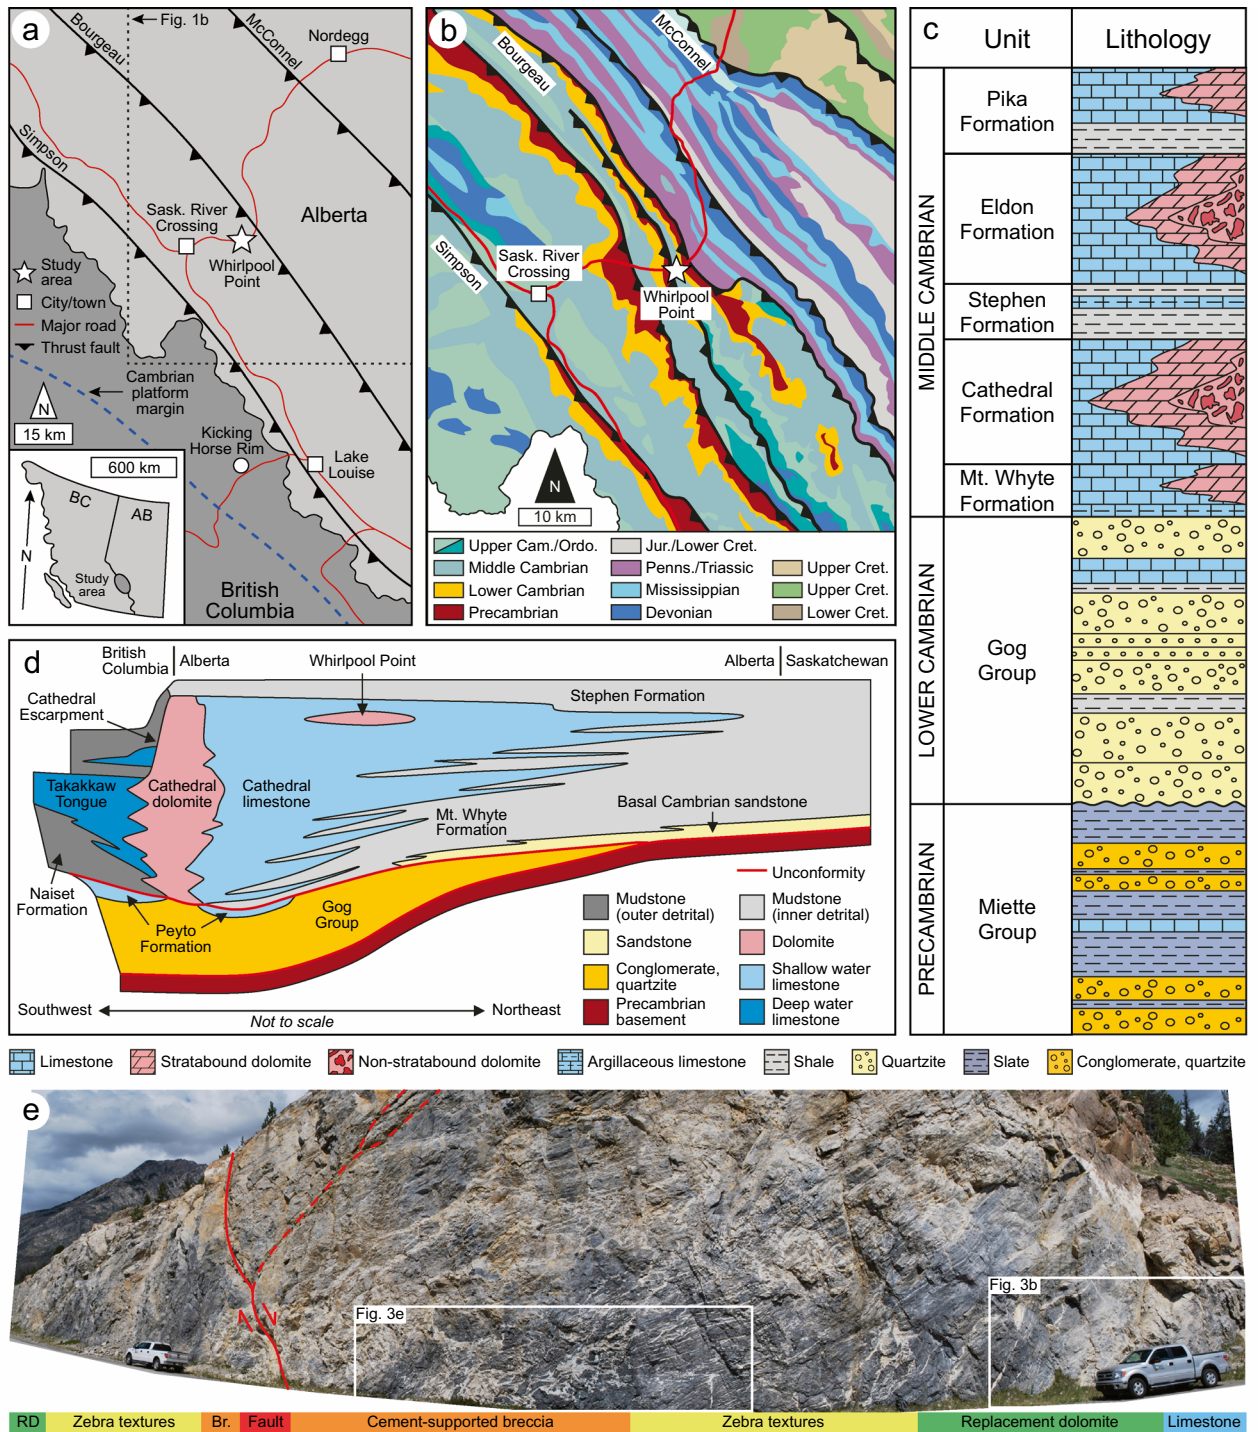 a
Fig. 1b
Bourgeau
McConnel
Nordegg
Simpson
Sask. River
Crossing
Alberta
Whirlpool
Point
Study
area
City/town
Major road
Thrust fault
Cambrian
platform
margin
N
15 km
Kicking
Horse Rim
Lake
Louise
600 km
BC
AB
N
Study
area
British
Columbia
b
Bourgeau
McConnel
Simpson
Sask. River
Crossing
Whirlpool
Point
N
10 km
Upper Cam./Ordo.
Middle Cambrian
Lower Cambrian
Precambrian
Jur./Lower Cret.
Penns./Triassic
Mississippian
Devonian
Upper Cret.
Upper Cret.
Lower Cret.
c
Unit
Lithology
MIDDLE CAMBRIAN
Pika
Formation
Eldon
Formation
Stephen
Formation
Cathedral
Formation
Mt. Whyte
Formation
LOWER CAMBRIAN
Gog
Group
PRECAMBRIAN
Miette
Group
d
British
Columbia
Alberta
Whirlpool Point
Alberta
Saskatchewan
Cathedral
Escarpment
Stephen Formation
Takakkaw
Tongue
Cathedral
dolomite
Cathedral
limestone
Mt. Whyte
Formation
Basal Cambrian sandstone
Naiset
Formation
Peyto
Formation
Gog
Group
Unconformity
Mudstone
(outer detrital)
Mudstone
(inner detrital)
Sandstone
Dolomite
Conglomerate,
quartzite
Shallow water
limestone
Precambrian
basement
Deep water
limestone
Southwest
Northeast
Not to scale
Limestone
Stratabound dolomite
Non-stratabound dolomite
Argillaceous limestone
Shale
Quartzite
Slate
Conglomerate, quartzite
e
Fig. 3e
Fig. 3b
RD
Zebra textures
Br.
Fault
Cement-supported breccia
Zebra textures
Replacement dolomite
Limestone